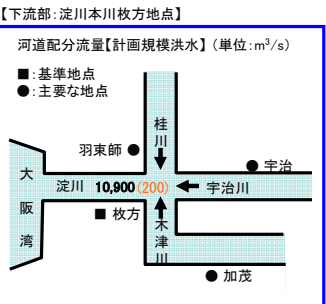 【下流部：淀川本川枚方地点】
河道配分流量【計画規模洪水】（単位：m³/s）
■：基準地点
●：主要な地点
桂川
羽束師 ●
● 宇治
大阪湾
淀川 10,900(200)
宇治川
■ 枚方
木津川
● 加茂